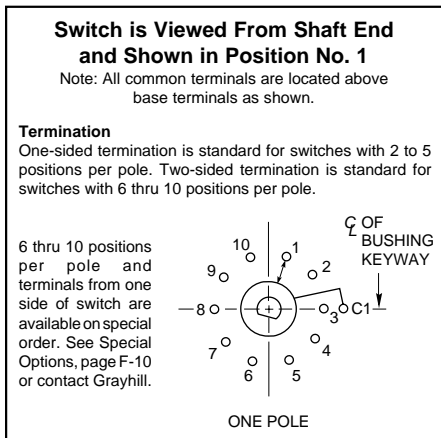 Switch is Viewed From Shaft End
and Shown in Position No. 1
Note: All common terminals are located above
base terminals as shown.
Termination
One-sided termination is standard for switches with 2 to 5
positions per pole. Two-sided termination is standard for
switches with 6 thru 10 positions per pole.
6 thru 10 positions
per pole and
terminals from one
side of switch are
available on special
order. See Special
Options, page F-10
or contact Grayhill.
℄ OF
BUSHING
KEYWAY
10
1
9
2
8
3
C1
7
4
6
5
ONE POLE